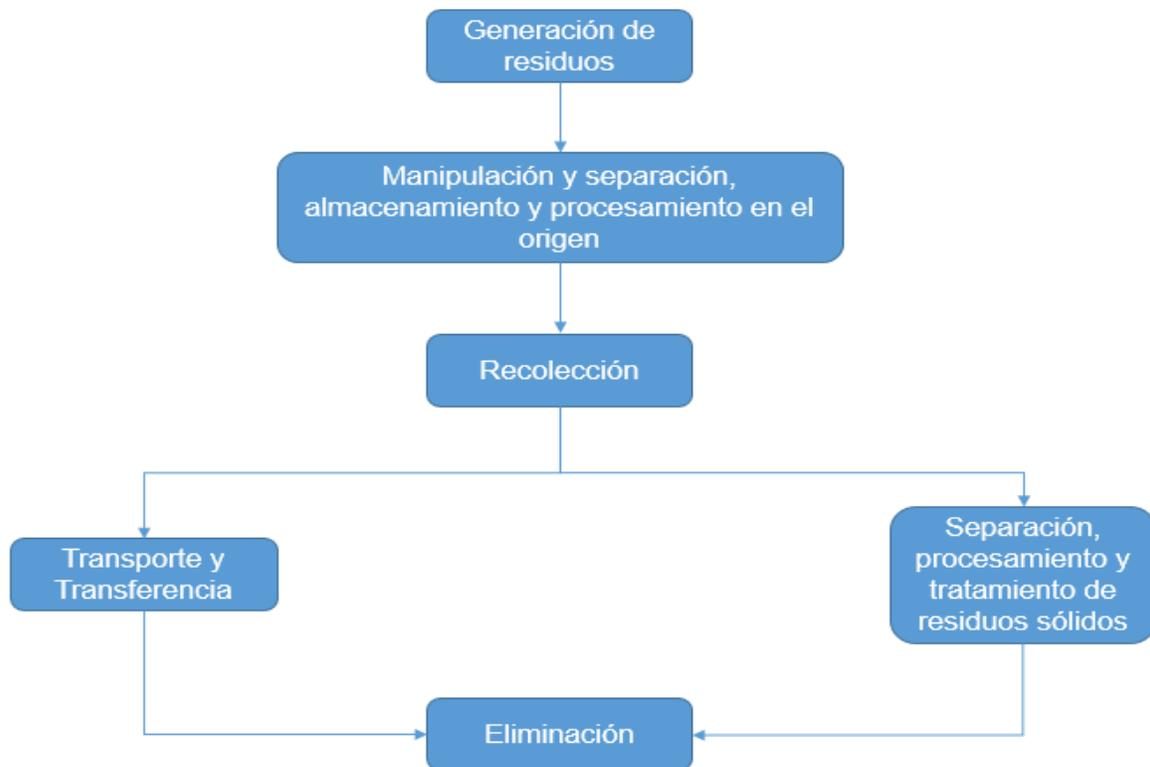 Generación de
residuos
Manipulación y separación,
almacenamiento y procesamiento en el
origen
Recolección
Transporte y
Transferencia
Separación,
procesamiento y
tratamiento de
residuos sólidos
Eliminación